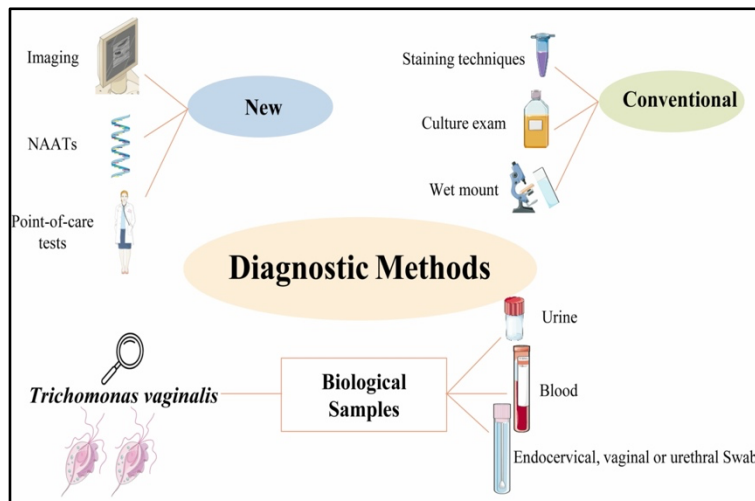 Imaging
NAATs
Point-of-care
tests
New
Staining techniques
Culture exam
Wet mount
Conventional
Diagnostic Methods
Trichomonas vaginalis
Biological
Samples
Urine
Blood
Endocervical, vaginal or urethral Swab